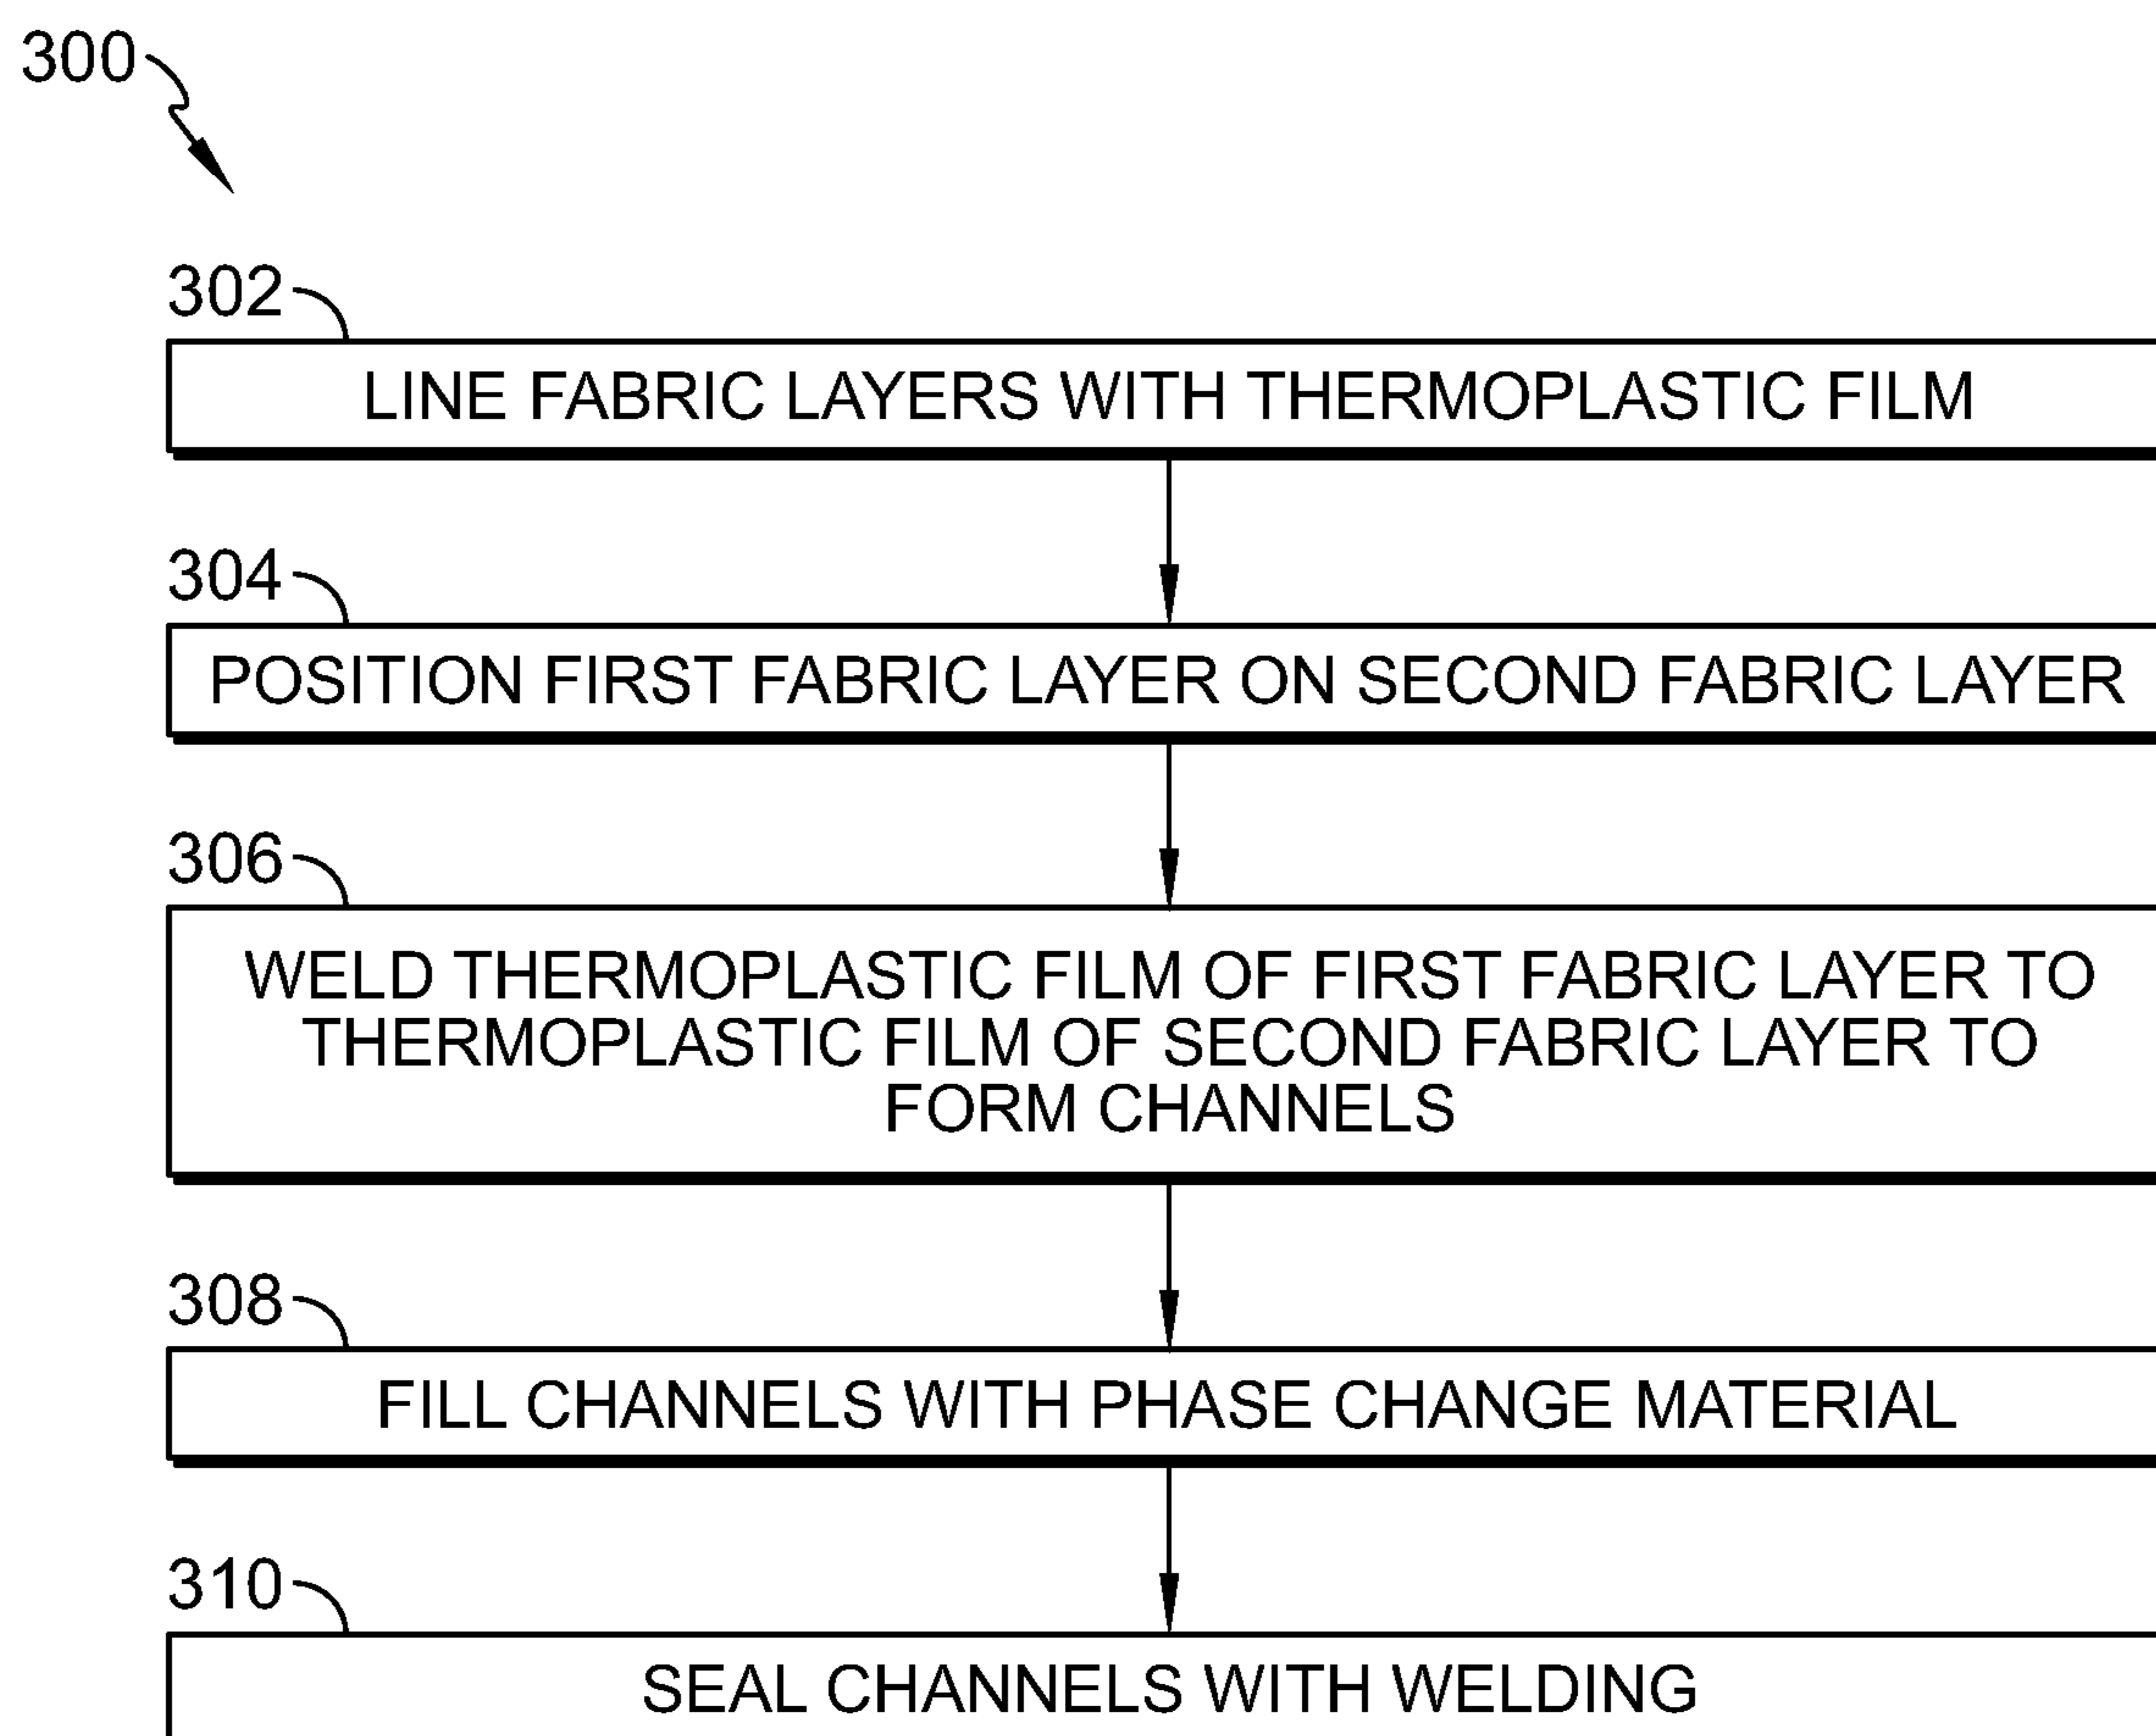 300
302
LINE FABRIC LAYERS WITH THERMOPLASTIC FILM
304
POSITION FIRST FABRIC LAYER ON SECOND FABRIC LAYER
306
WELD THERMOPLASTIC FILM OF FIRST FABRIC LAYER TO
THERMOPLASTIC FILM OF SECOND FABRIC LAYER TO
FORM CHANNELS
308
FILL CHANNELS WITH PHASE CHANGE MATERIAL
310
SEAL CHANNELS WITH WELDING